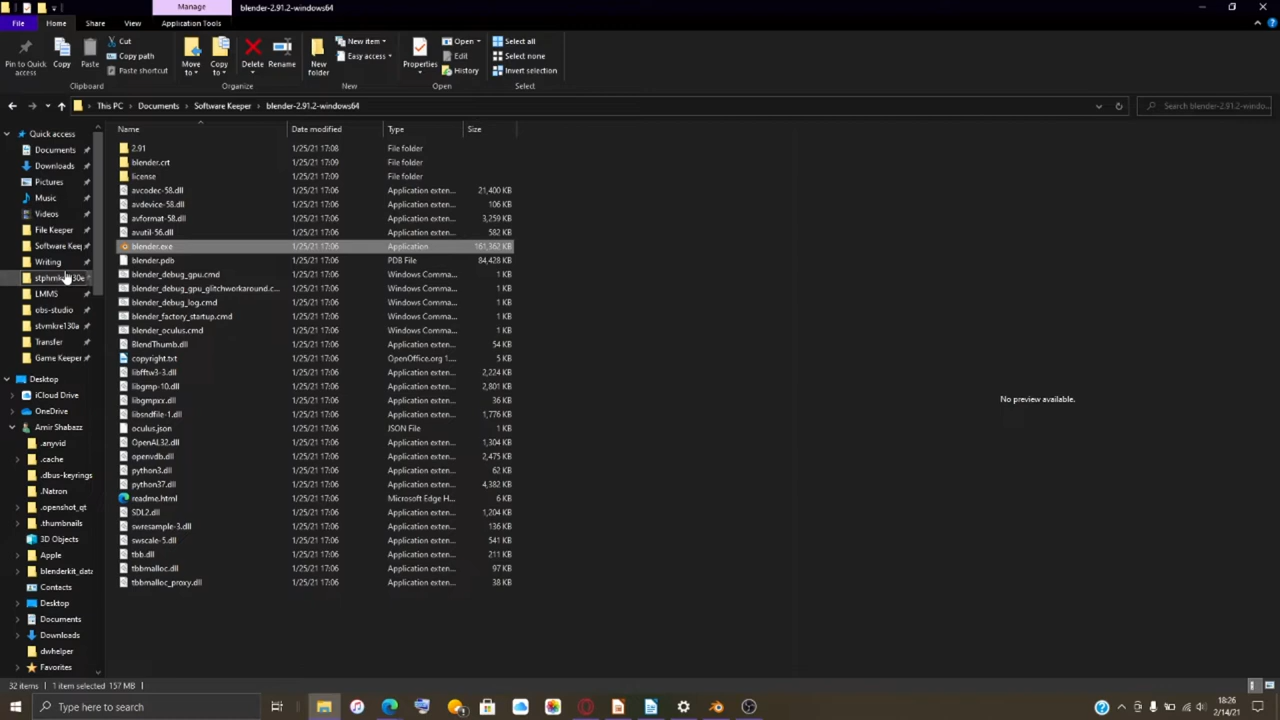 Manage
blender-2.91.2-windows64
File
Home
Share
View
Application Tools
Pin to Quick access
Copy
Paste
Cut
Copy path
Paste shortcut
Clipboard
Move to
Copy to
Delete
Rename
Organize
New folder
New item
Easy access
New
Properties
Open
Edit
History
Open
Select all
Select none
Invert selection
Select
This PC
Documents
Software Keeper
blender-2.91.2-windows64
Search blender-2.91.2-windo...
Name Date modified Type Size
Quick access
Documents
Downloads
Pictures
Music
Videos
File Keeper
Software Keep
Writing
LMMS
obs-studio
stvmkre130a
Transfer
Game Keeper
Desktop
iCloud Drive
OneDrive
Amir Shabazz
.anyvid
.cache
.dbus-keyrings
.Natron
.openshot_qt
.thumbnails
3D Objects
Apple
blenderkit_data
Contacts
Desktop
Documents
Downloads
dwhelper
Favorites
2.91 1/25/21 17:08 File folder
blender.crt 1/25/21 17:09 File folder
license 1/25/21 17:09 File folder
avcodec-58.dll 1/25/21 17:06 Application exten... 21,400 KB
avdevice-58.dll 1/25/21 17:06 Application exten... 106 KB
avformat-58.dll 1/25/21 17:06 Application exten... 3,259 KB
avutil-56.dll 1/25/21 17:06 Application exten... 582 KB
blender.exe 1/25/21 17:06 Application 161,362 KB
blender.pdb 1/25/21 17:06 PDB File 84,428 KB
blender_debug_gpu.cmd 1/25/21 17:06 Windows Comma... 1 KB
blender_debug_gpu_glitchworkaround.c... 1/25/21 17:06 Windows Comma... 1 KB
blender_debug_log.cmd 1/25/21 17:06 Windows Comma... 1 KB
blender_factory_startup.cmd 1/25/21 17:06 Windows Comma... 1 KB
blender_oculus.cmd 1/25/21 17:06 Windows Comma... 1 KB
BlendThumb.dll 1/25/21 17:06 Application exten... 54 KB
copyright.txt 1/25/21 17:06 OpenOffice.org 1.... 5 KB
libfftw3-3.dll 1/25/21 17:06 Application exten... 2,224 KB
libgmp-10.dll 1/25/21 17:06 Application exten... 2,801 KB
libgmpxx.dll 1/25/21 17:06 Application exten... 36 KB
libsndfile-1.dll 1/25/21 17:06 Application exten... 1,776 KB
oculus.json 1/25/21 17:06 JSON File 1 KB
OpenAL32.dll 1/25/21 17:06 Application exten... 1,304 KB
openvdb.dll 1/25/21 17:06 Application exten... 2,475 KB
python3.dll 1/25/21 17:06 Application exten... 62 KB
python37.dll 1/25/21 17:06 Application exten... 4,382 KB
readme.html 1/25/21 17:06 Microsoft Edge H... 6 KB
SDL2.dll 1/25/21 17:06 Application exten... 1,204 KB
swresample-3.dll 1/25/21 17:06 Application exten... 136 KB
swscale-5.dll 1/25/21 17:06 Application exten... 541 KB
tbb.dll 1/25/21 17:06 Application exten... 211 KB
tbbmalloc.dll 1/25/21 17:06 Application exten... 97 KB
tbbmalloc_proxy.dll 1/25/21 17:06 Application exten... 38 KB
No preview available.
32 items
1 item selected 157 MB
Type here to search
18:26
2/14/21